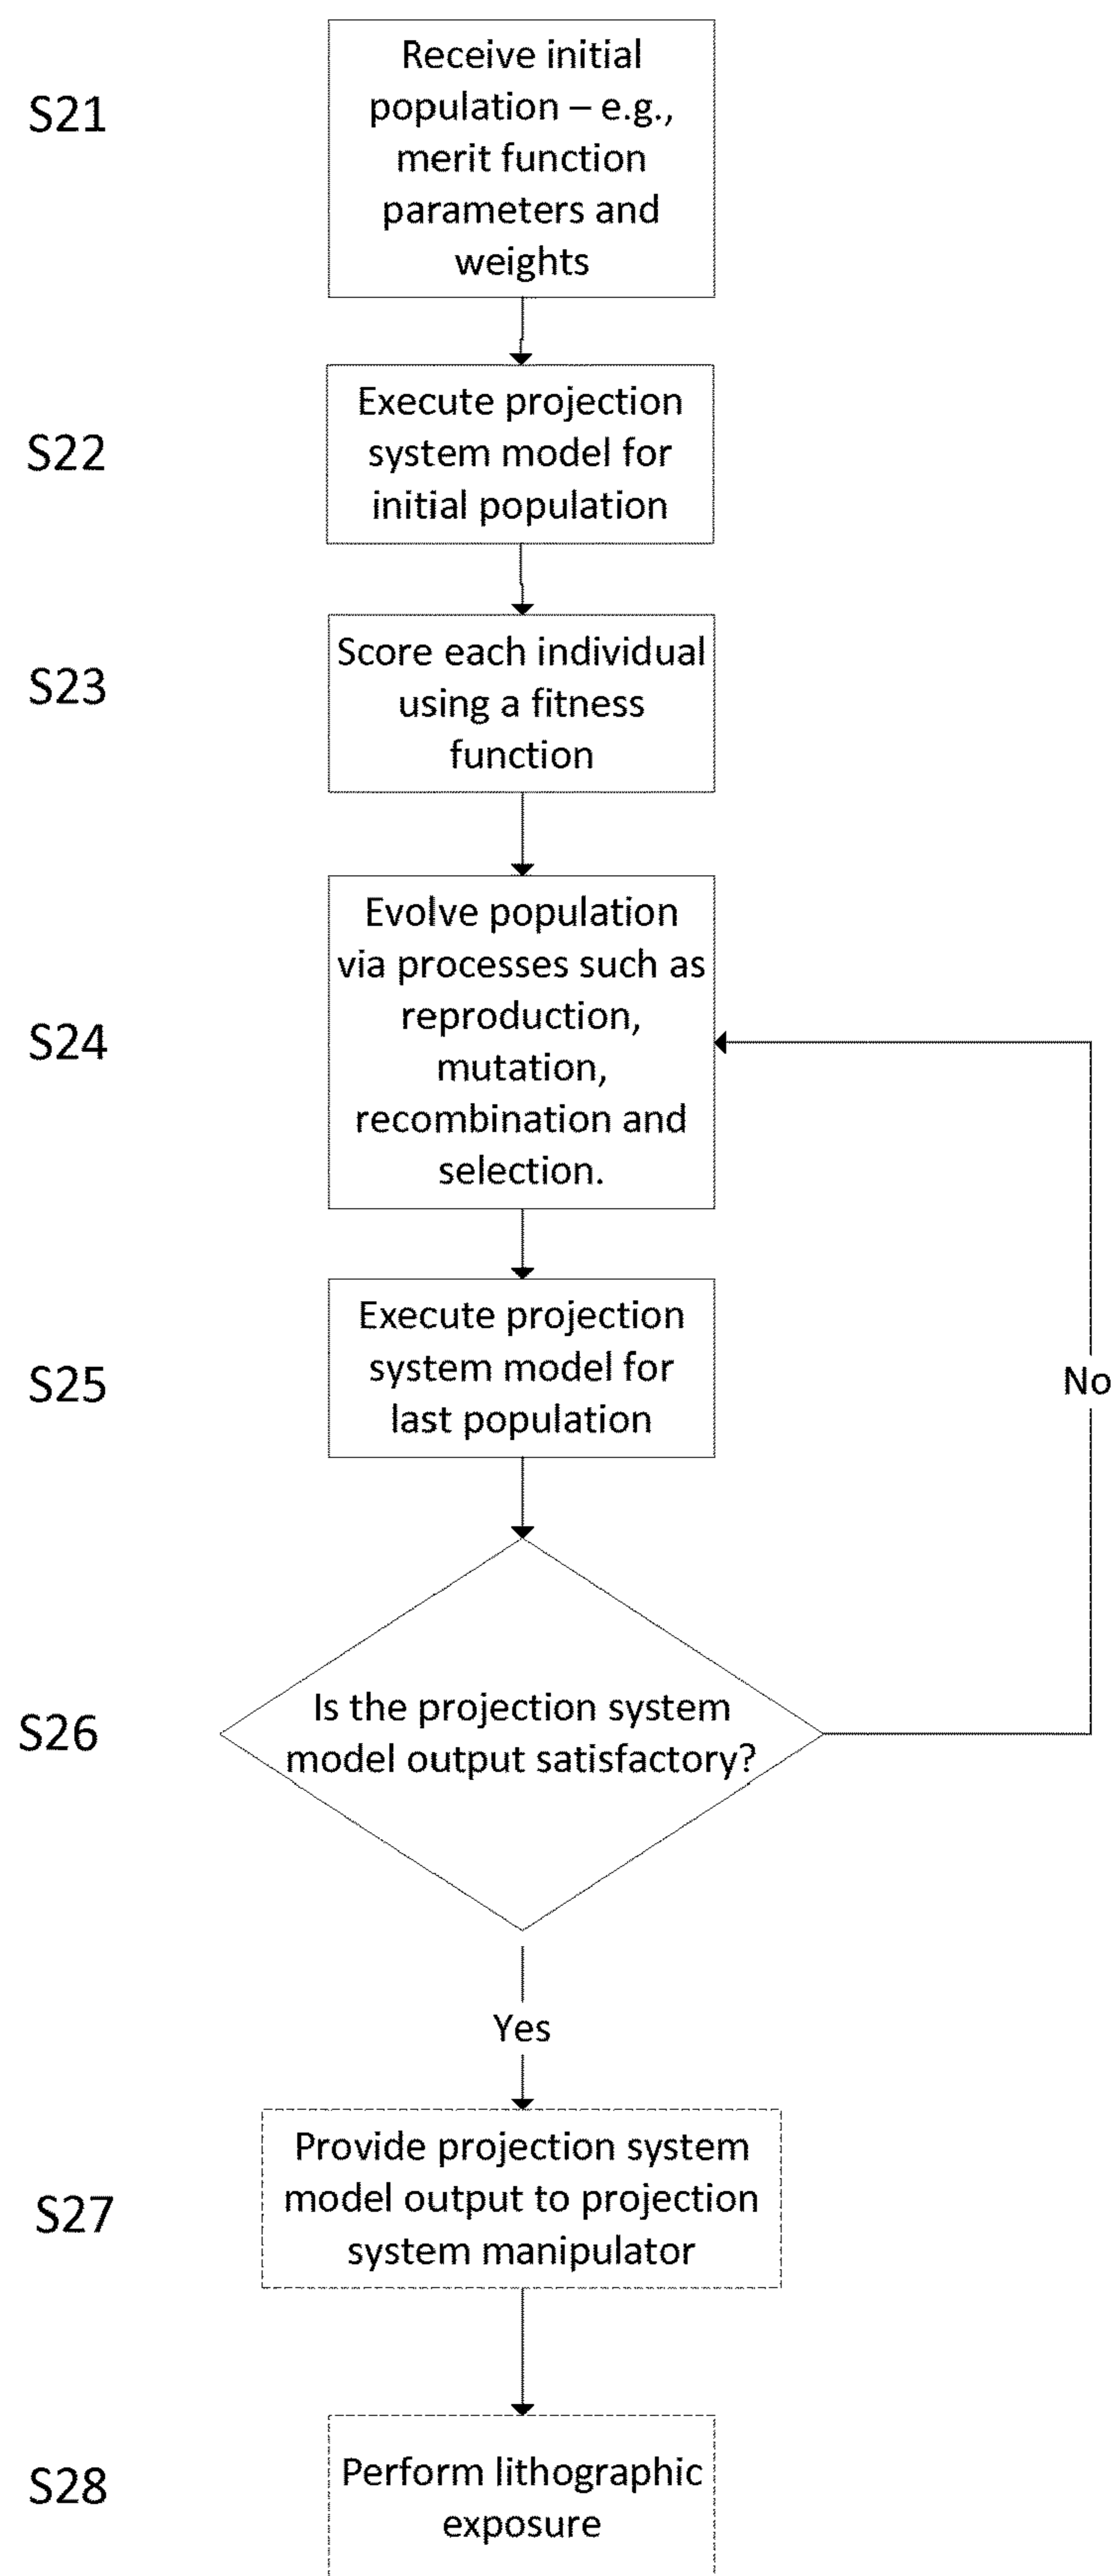 S21
Receive initial
population – e.g.,
merit function
parameters and
weights
S22
Execute projection
system model for
initial population
S23
Score each individual
using a fitness
function
S24
Evolve population
via processes such as
reproduction,
mutation,
recombination and
selection.
S25
Execute projection
system model for
last population
No
S26
Is the projection system
model output satisfactory?
Yes
S27
Provide projection system
model output to projection
system manipulator
S28
Perform lithographic
exposure